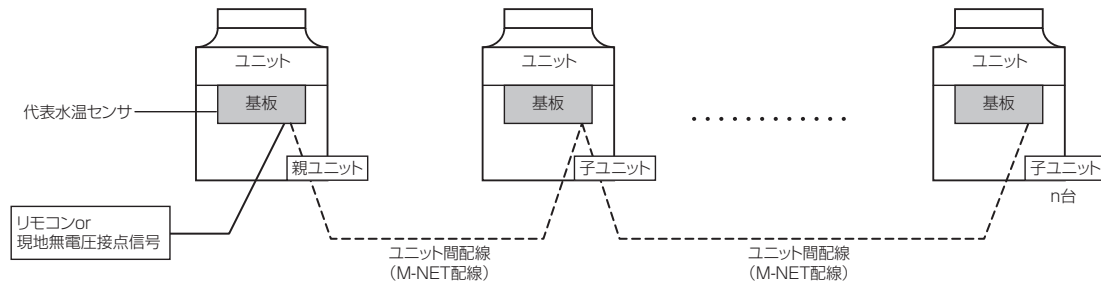 ユニット
ユニット
ユニット
代表水温センサ
基板
基板
基板
親ユニット
子ユニット
子ユニット
n台
リモコンor
現地無電圧接点信号
ユニット間配線
（M-NET配線）
ユニット間配線
（M-NET配線）